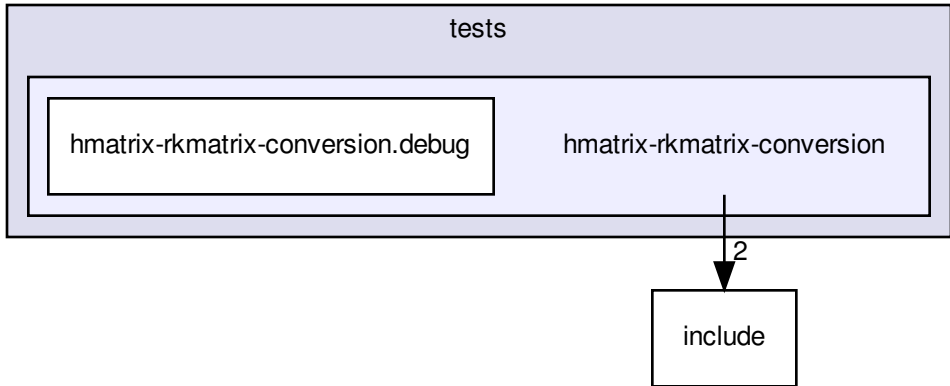 tests
hmatrix-rkmatrix-conversion.debug
hmatrix-rkmatrix-conversion
2
include